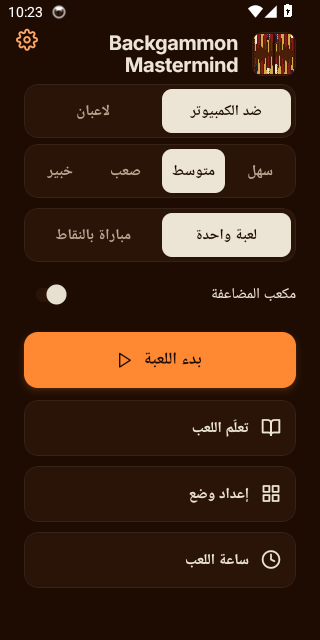 10:23
Backgammon
Mastermind
ضد الكمبيوتر
لاعبان
سهل
متوسط
صعب
خبير
لعبة واحدة
مباراة بالنقاط
مكعب المضاعفة
بدء اللعبة
تعلّم اللعب
إعداد وضع
ساعة اللعب